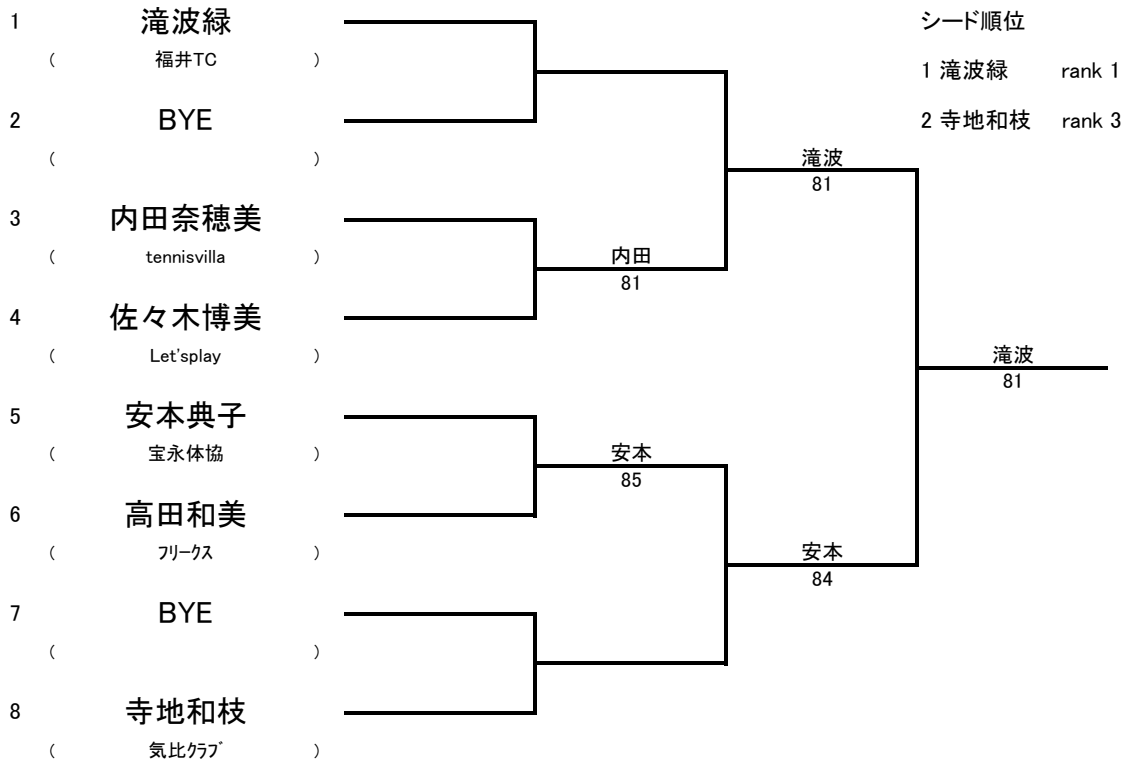 1 滝波緑
( 福井TC )
2 BYE
( )
3 内田奈穂美
( tennisvilla )
4 佐々木博美
( Let'splay )
5 安本典子
( 宝永体協 )
6 高田和美
( ﾌﾘｰｸｽ )
7 BYE
( )
8 寺地和枝
( 気比ｸﾗﾌﾞ )
内田
81
安本
85
滝波
81
安本
84
滝波
81
シード順位
1 滝波緑 rank 1
2 寺地和枝 rank 3